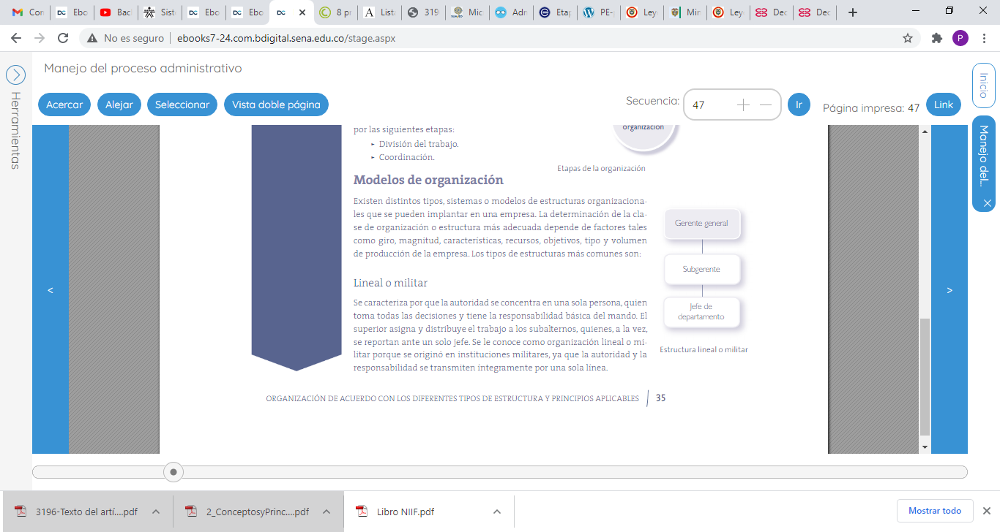 Cor
Ebo
Bac
Sist
Ebo
Ebo
8 pr
List
319
Mic
Adr
Etap
PE-
Ley
Min
Ley
Dec
Dec
No es seguro
ebooks7-24.com.bdigital.sena.edu.co/stage.aspx
P
Herramientas
Manejo del proceso administrativo
Acercar
Alejar
Seleccionar
Vista doble página
Secuencia:
47
Ir
Página impresa: 47
Link
Inicio
Manejo del...
<
>
por las siguientes etapas:
► División del trabajo.
► Coordinación.
organización
Etapas de la organización
Modelos de organización
Existen distintos tipos, sistemas o modelos de estructuras organizaciona-
les que se pueden implantar en una empresa. La determinación de la cla-
se de organización o estructura más adecuada depende de factores tales
como giro, magnitud, características, recursos, objetivos, tipo y volumen
de producción de la empresa. Los tipos de estructuras más comunes son:
Lineal o militar
Se caracteriza por que la autoridad se concentra en una sola persona, quien
toma todas las decisiones y tiene la responsabilidad básica del mando. El
superior asigna y distribuye el trabajo a los subalternos, quienes, a la vez,
se reportan ante un solo jefe. Se le conoce como organización lineal o mi-
litar porque se originó en instituciones militares, ya que la autoridad y la
responsabilidad se transmiten íntegramente por una sola línea.
Gerente general
Subgerente
Jefe de
departamento
Estructura lineal o militar
ORGANIZACIÓN DE ACUERDO CON LOS DIFERENTES TIPOS DE ESTRUCTURA Y PRINCIPIOS APLICABLES
35
3196-Texto del artí....pdf
2_ConceptosyPrinc....pdf
Libro NIIF.pdf
Mostrar todo